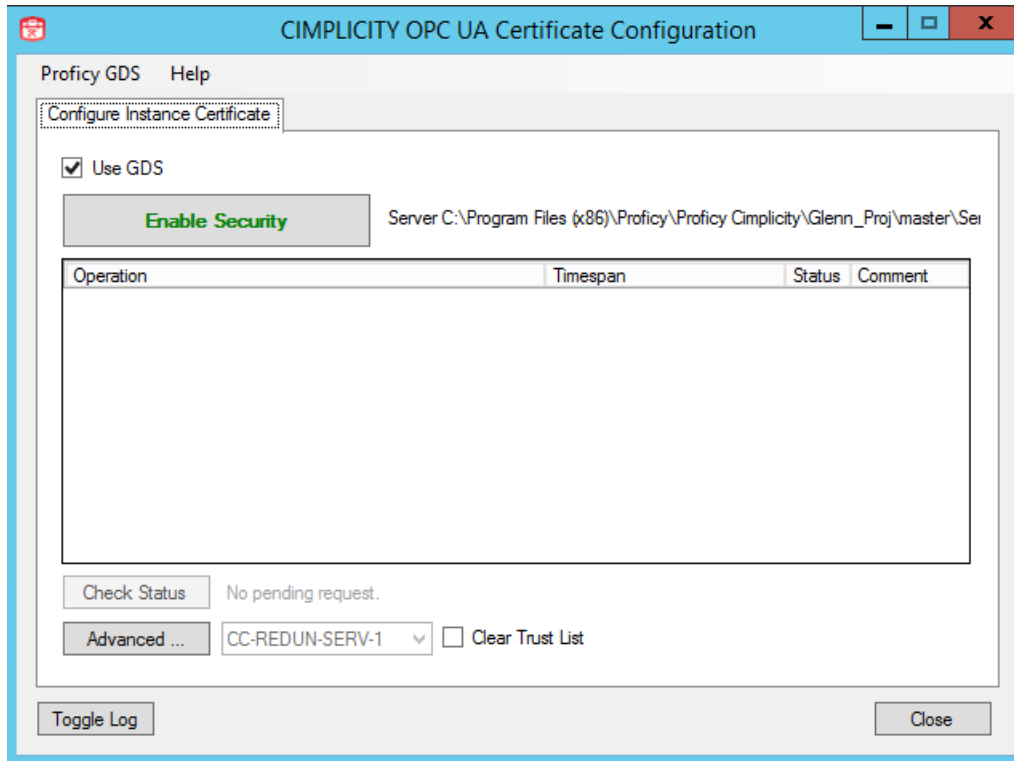 CIMPLICITY OPC UA Certificate Configuration
Proficy GDS Help
Configure Instance Certificate
Use GDS
Enable Security Server C:\Program Files (x86)\Proficy\Proficy Cimplicity\Glenn_Proj\master\Ser
Operation Timespan Status Comment
Check Status No pending request.
Advanced ... CC-REDUN-SERV-1 Clear Trust List
Toggle Log Close